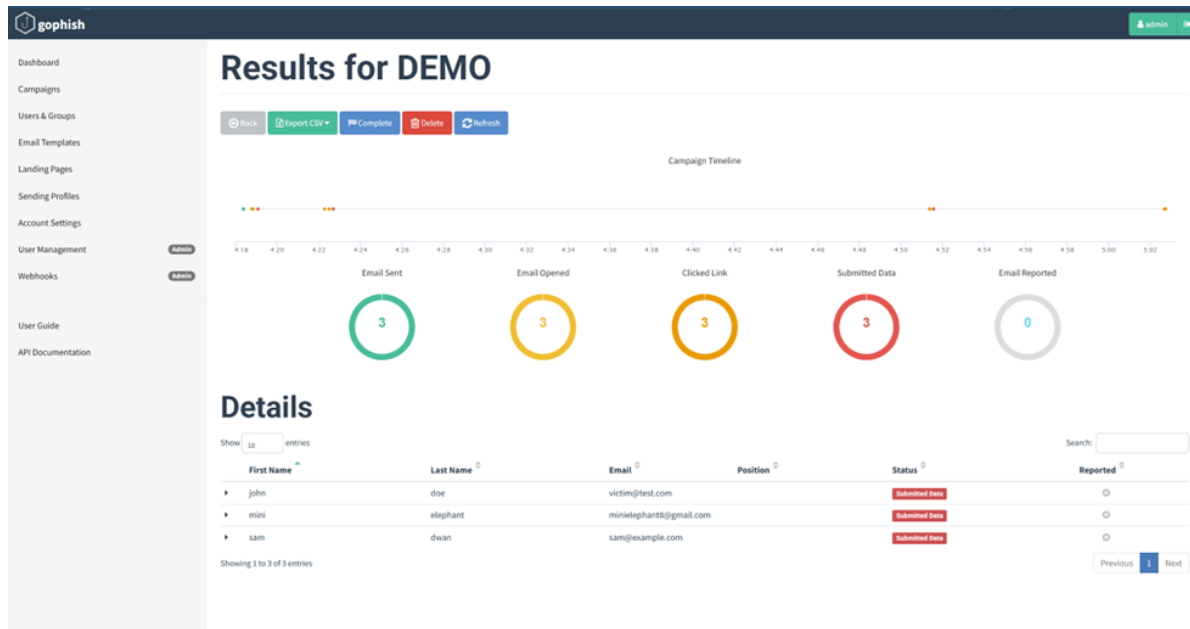 gophish
admin
Dashboard
Campaigns
Users & Groups
Email Templates
Landing Pages
Sending Profiles
Account Settings
User Management Admin
Webhooks Admin
User Guide
API Documentation
Results for DEMO
Back Export CSV Complete Delete Refresh
Campaign Timeline
4:18 4:20 4:22 4:24 4:26 4:28 4:30 4:32 4:34 4:36 4:38 4:40 4:42 4:44 4:46 4:48 4:50 4:52 4:54 4:56 4:58 5:00 5:02
Email Sent Email Opened Clicked Link Submitted Data Email Reported
3 3 3 3 0
Details
Show 10 entries Search:
First Name Last Name Email Position Status Reported
john doe victim@test.com Submitted Data
mini elephant minielephant8@gmail.com Submitted Data
sam dwan sam@example.com Submitted Data
Showing 1 to 3 of 3 entries Previous 1 Next